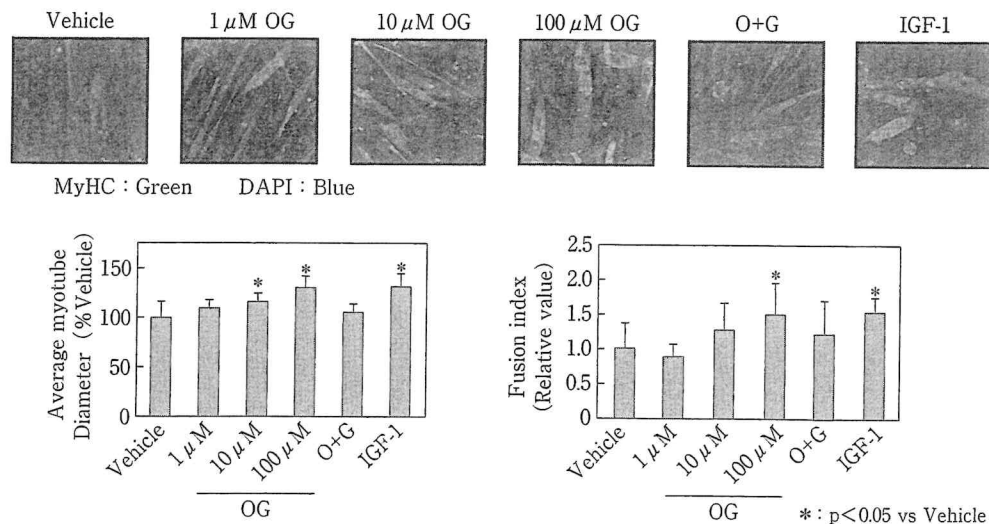 Vehicle 1 μM OG 10 μM OG 100 μM OG O+G IGF-1
MyHC : Green DAPI : Blue
Average myotube
Diameter (% Vehicle)
150
100
50
0
Vehicle 1 μM 10 μM 100 μM O+G IGF-1
OG
Fusion index
(Relative value)
2.5
2.0
1.5
1.0
0.5
0
Vehicle 1 μM 10 μM 100 μM O+G IGF-1
OG
* : p<0.05 vs Vehicle